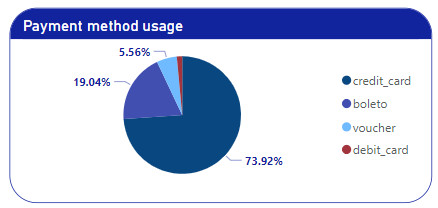 Payment method usage
5.56%
19.04%
73.92%
credit_card
boleto
voucher
debit_card